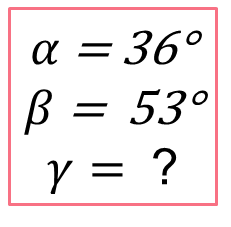 α = 36°
β = 53°
γ = ?